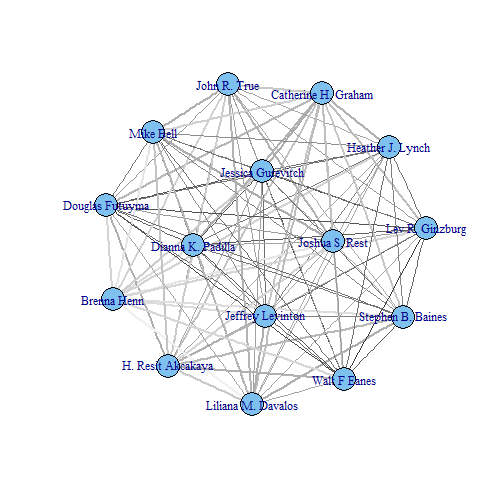 John R. True
Catherine H. Graham
Mike Bell
Heather J. Lynch
Jessica Gurevitch
Douglas Futuyma
Lev R. Ginzburg
Dianna K. Padilla
Joshua S. Rest
Brenna Henn
Jeffrey Levinton
Stephen B. Baines
H. Resit Akcakaya
Walt F Eanes
Liliana M. Davalos